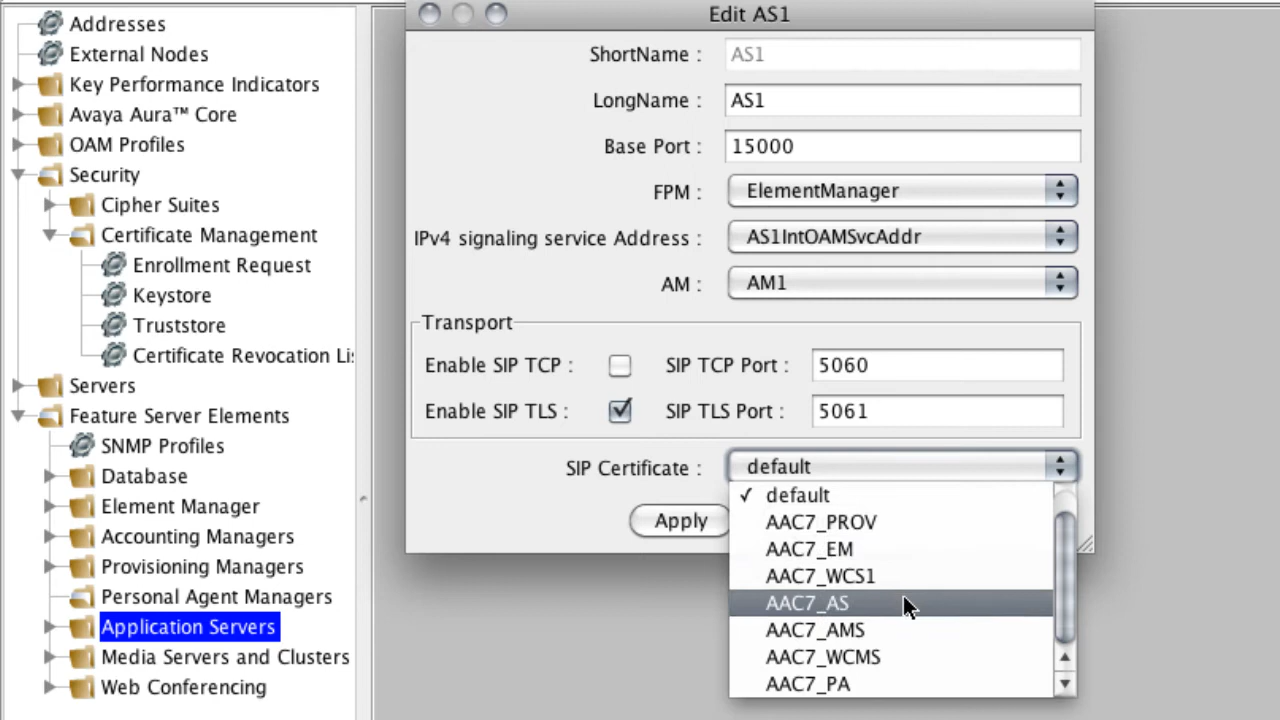 Addresses
External Nodes
Key Performance Indicators
Avaya Aura™ Core
OAM Profiles
Security
Cipher Suites
Certificate Management
Enrollment Request
Keystore
Truststore
Certificate Revocation Li
Servers
Feature Server Elements
SNMP Profiles
Database
Element Manager
Accounting Managers
Provisioning Managers
Personal Agent Managers
Application Servers
Media Servers and Clusters
Web Conferencing
Edit AS1
ShortName : AS1
LongName : AS1
Base Port : 15000
FPM : ElementManager
IPv4 signaling service Address : AS1IntOAMSvcAddr
AM : AM1
Transport
Enable SIP TCP : SIP TCP Port : 5060
Enable SIP TLS : SIP TLS Port : 5061
SIP Certificate : default
✓ default
AAC7_PROV
AAC7_EM
AAC7_WCS1
AAC7_AS
AAC7_AMS
AAC7_WCMS
AAC7_PA
Apply